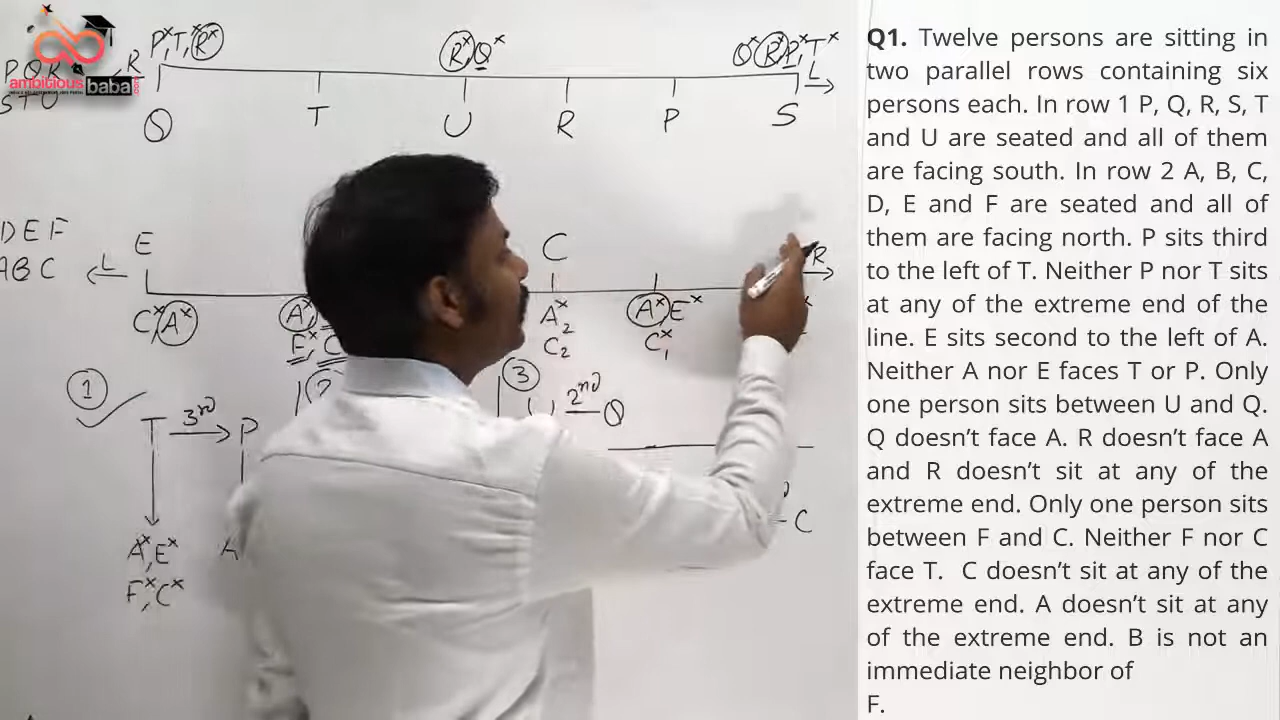 P^x, T^x, R^x
R^x, Q^x
Q^x R^x P^x, T^x
P Q R
S T U
R
L
ambitious
baba.com
Q T U R P S
D E F
A B C
L
E
C
R
C^x, A^x
A^x
A^x E^x
F^x, C
A^x 2
C 2
C^x 1
1
3
T 3rd P
2nd Q
A^x, E^x
F^x, C^x
C
Q1. Twelve persons are sitting in
two parallel rows containing six
persons each. In row 1 P, Q, R, S, T
and U are seated and all of them
are facing south. In row 2 A, B, C,
D, E and F are seated and all of
them are facing north. P sits third
to the left of T. Neither P nor T sits
at any of the extreme end of the
line. E sits second to the left of A.
Neither A nor E faces T or P. Only
one person sits between U and Q.
Q doesn’t face A. R doesn’t face A
and R doesn’t sit at any of the
extreme end. Only one person sits
between F and C. Neither F nor C
face T. C doesn’t sit at any of the
extreme end. A doesn’t sit at any
of the extreme end. B is not an
immediate neighbor of
F.